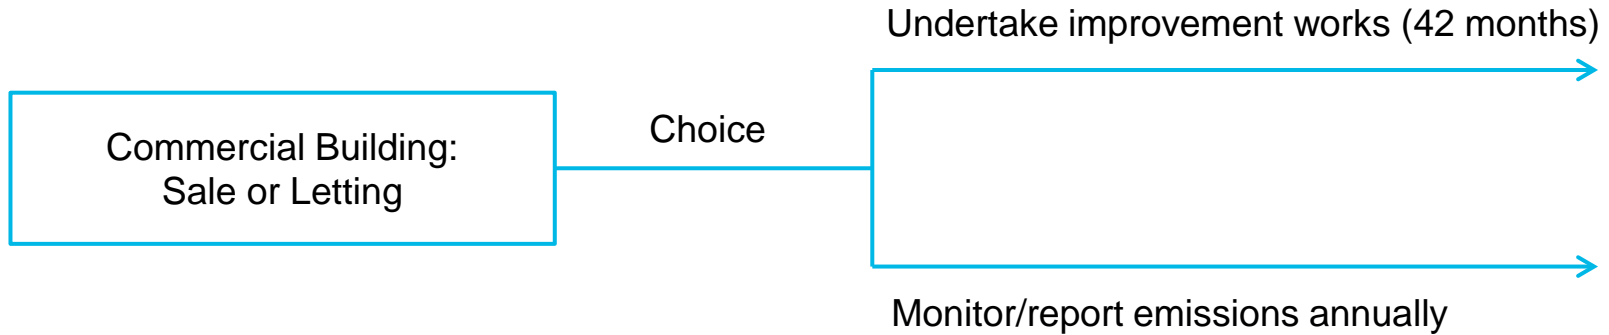 Undertake improvement works (42 months)
Commercial Building:
Sale or Letting
Choice
Monitor/report emissions annually